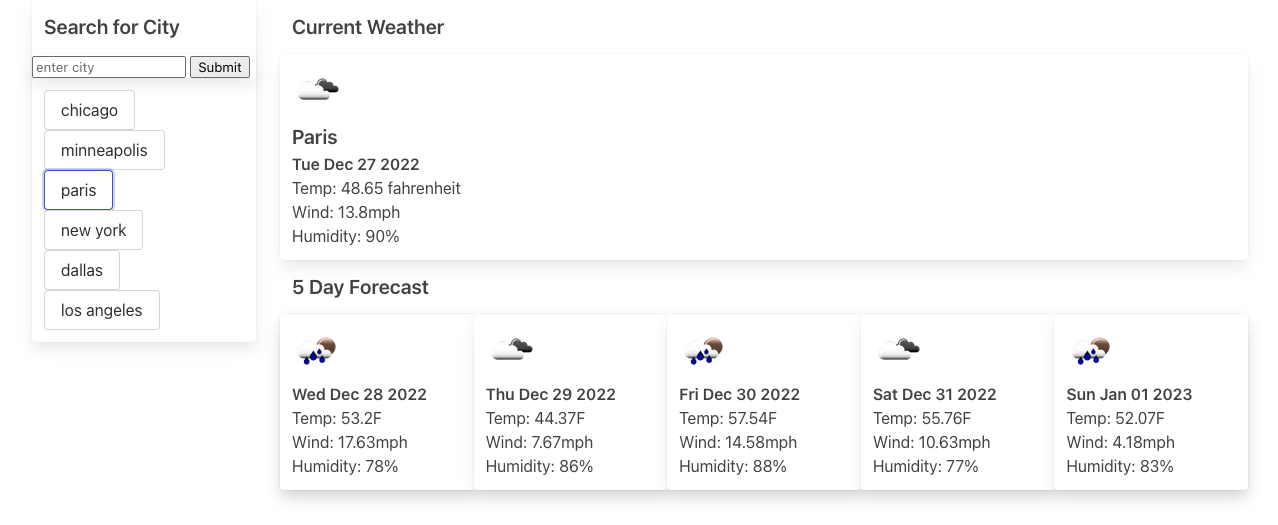 Search for City
enter city
Submit
chicago
minneapolis
paris
new york
dallas
los angeles
Current Weather
Paris
Tue Dec 27 2022
Temp: 48.65 fahrenheit
Wind: 13.8mph
Humidity: 90%
5 Day Forecast
Wed Dec 28 2022
Temp: 53.2F
Wind: 17.63mph
Humidity: 78%
Thu Dec 29 2022
Temp: 44.37F
Wind: 7.67mph
Humidity: 86%
Fri Dec 30 2022
Temp: 57.54F
Wind: 14.58mph
Humidity: 88%
Sat Dec 31 2022
Temp: 55.76F
Wind: 10.63mph
Humidity: 77%
Sun Jan 01 2023
Temp: 52.07F
Wind: 4.18mph
Humidity: 83%